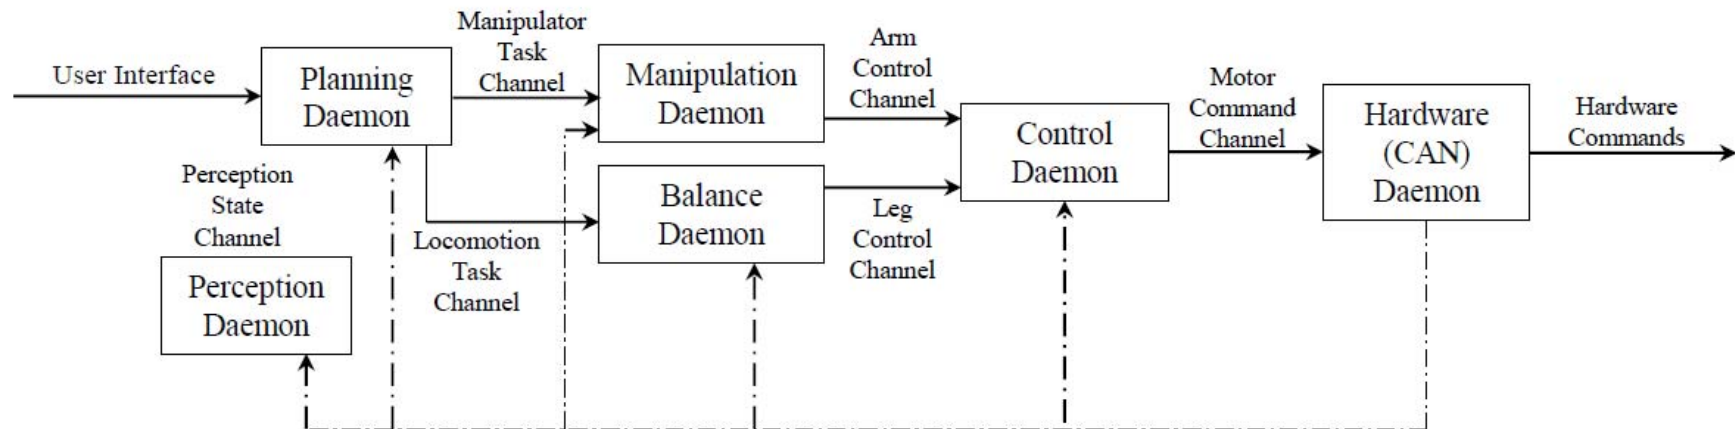 User Interface
Planning
Daemon
Manipulator
Task
Channel
Manipulation
Daemon
Arm
Control
Channel
Control
Daemon
Motor
Command
Channel
Hardware
(CAN)
Daemon
Hardware
Commands
Perception
State
Channel
Perception
Daemon
Locomotion
Task
Channel
Balance
Daemon
Leg
Control
Channel